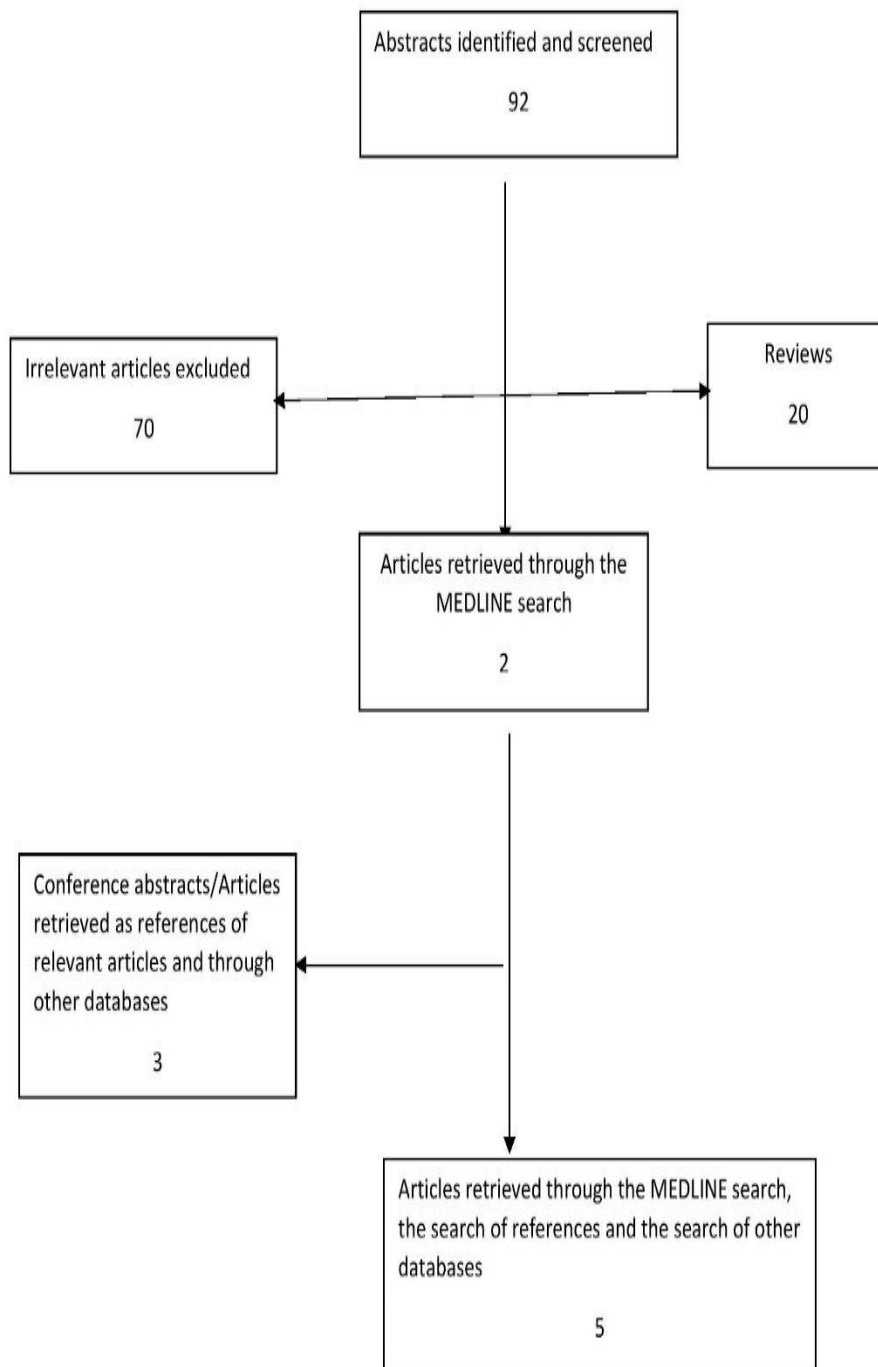 Abstracts identified and screened
92
Irrelevant articles excluded
70
Reviews
20
Articles retrieved through the
MEDLINE search
2
Conference abstracts/Articles
retrieved as references of
relevant articles and through
other databases
3
Articles retrieved through the MEDLINE search,
the search of references and the search of other
databases
5